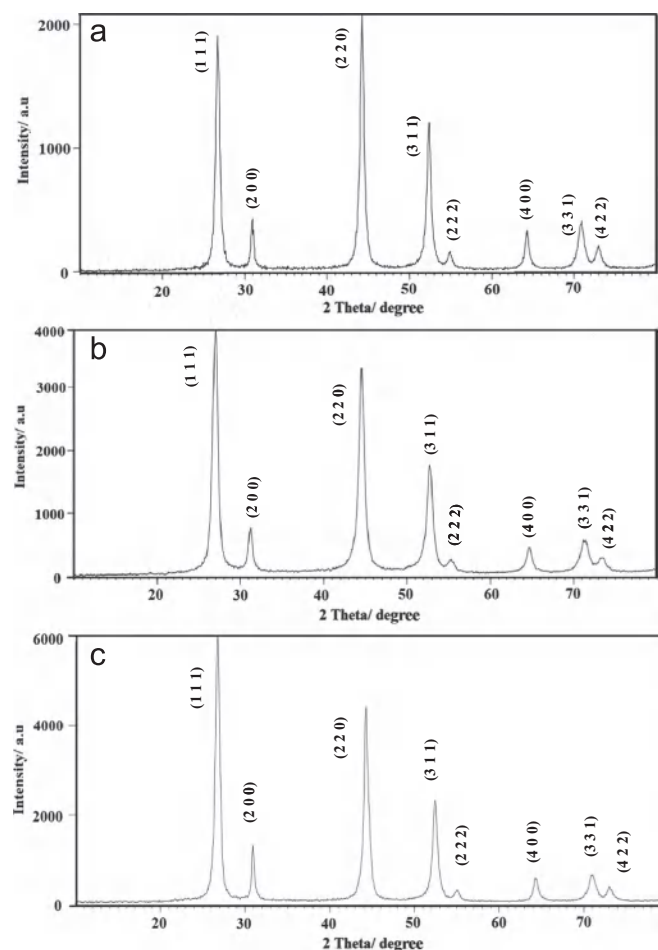 a
2000
1000
0
Intensity/ a.u
(1 1 1)
(2 0 0)
(2 2 0)
(3 1 1)
(2 2 2)
(4 0 0)
(3 3 1)
(4 2 2)
20 30 40 50 60 70
2 Theta/ degree
b
4000
3000
2000
1000
0
Intensity/ a.u
(1 1 1)
(2 0 0)
(2 2 0)
(3 1 1)
(2 2 2)
(4 0 0)
(3 3 1)
(4 2 2)
20 30 40 50 60 70
2 Theta/ degree
c
6000
4000
2000
0
Intensity/ a.u
(1 1 1)
(2 0 0)
(2 2 0)
(3 1 1)
(2 2 2)
(4 0 0)
(3 3 1)
(4 2 2)
20 30 40 50 60 70
2 Theta/ degree